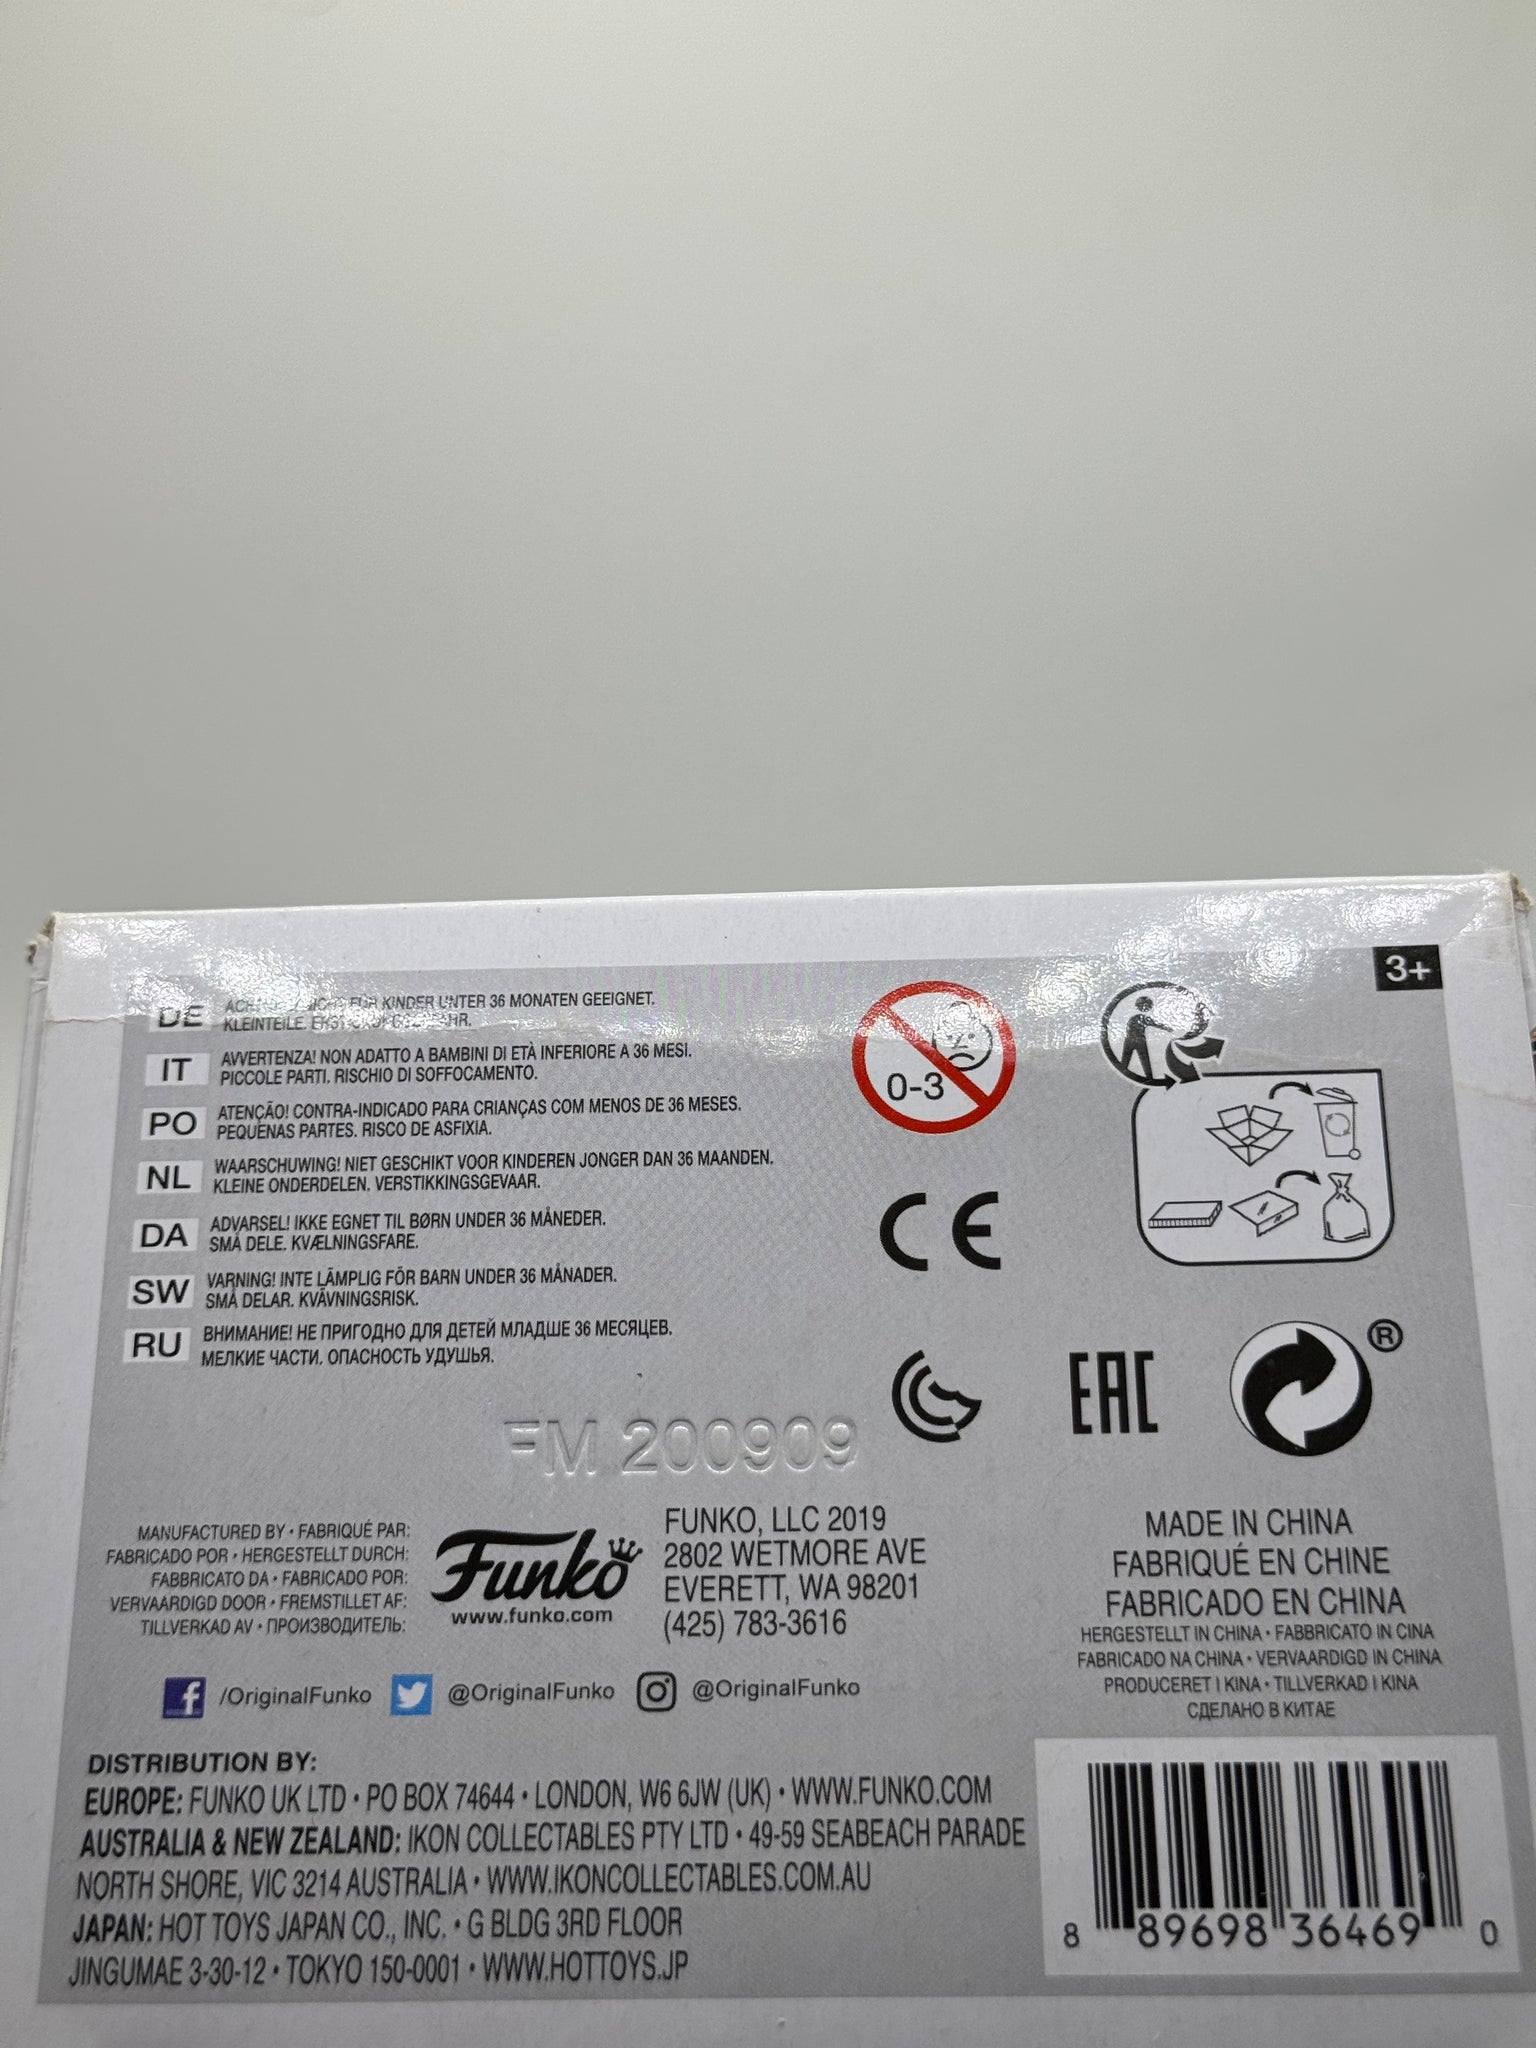 3+
DE
KINDER UNTER 36 MONATEN GEEIGNET.
KLEINTEILE.
IT AVVERTENZA! NON ADATTO A BAMBINI DI ETÀ INFERIORE A 36 MESI.
PICCOLE PARTI. RISCHIO DI SOFFOCAMENTO.
0-3
PO ATENÇÃO! CONTRA-INDICADO PARA CRIANÇAS COM MENOS DE 36 MESES.
PEQUENAS PARTES. RISCO DE ASFIXIA.
NL WAARSCHUWING! NIET GESCHIKT VOOR KINDEREN JONGER DAN 36 MAANDEN.
KLEINE ONDERDELEN. VERSTIKKINGSGEVAAR.
DA ADVARSEL! IKKE EGNET TIL BØRN UNDER 36 MÅNEDER.
SMÅ DELE. KVÆLNINGSFARE.
CE
SW VARNING! INTE LÄMPLIG FÖR BARN UNDER 36 MÅNADER.
SMÅ DELAR. KVÄVNINGSRISK.
RU ВНИМАНИЕ! НЕ ПРИГОДНО ДЛЯ ДЕТЕЙ МЛАДШЕ 36 МЕСЯЦЕВ.
МЕЛКИЕ ЧАСТИ. ОПАСНОСТЬ УДУШЬЯ.
EAC
®
FM 200909
MANUFACTURED BY • FABRIQUÉ PAR:
FABRICADO POR • HERGESTELLT DURCH:
FABBRICATO DA • FABRICADO POR:
VERVAARDIGD DOOR • FREMSTILLET AF:
TILLVERKAD AV • ПРОИЗВОДИТЕЛЬ:
Funko
www.funko.com
FUNKO, LLC 2019
2802 WETMORE AVE
EVERETT, WA 98201
(425) 783-3616
MADE IN CHINA
FABRIQUÉ EN CHINE
FABRICADO EN CHINA
HERGESTELLT IN CHINA • FABBRICATO IN CINA
FABRICADO NA CHINA • VERVAARDIGD IN CHINA
PRODUCERET I KINA • TILLVERKAD I KINA
СДЕЛАНО В КИТАЕ
/OriginalFunko @OriginalFunko @OriginalFunko
DISTRIBUTION BY:
EUROPE: FUNKO UK LTD • PO BOX 74644 • LONDON, W6 6JW (UK) • WWW.FUNKO.COM
AUSTRALIA & NEW ZEALAND: IKON COLLECTABLES PTY LTD • 49-59 SEABEACH PARADE
NORTH SHORE, VIC 3214 AUSTRALIA • WWW.IKONCOLLECTABLES.COM.AU
JAPAN: HOT TOYS JAPAN CO., INC. • G BLDG 3RD FLOOR
JINGUMAE 3-30-12 • TOKYO 150-0001 • WWW.HOTTOYS.JP
8 89698 36469 0